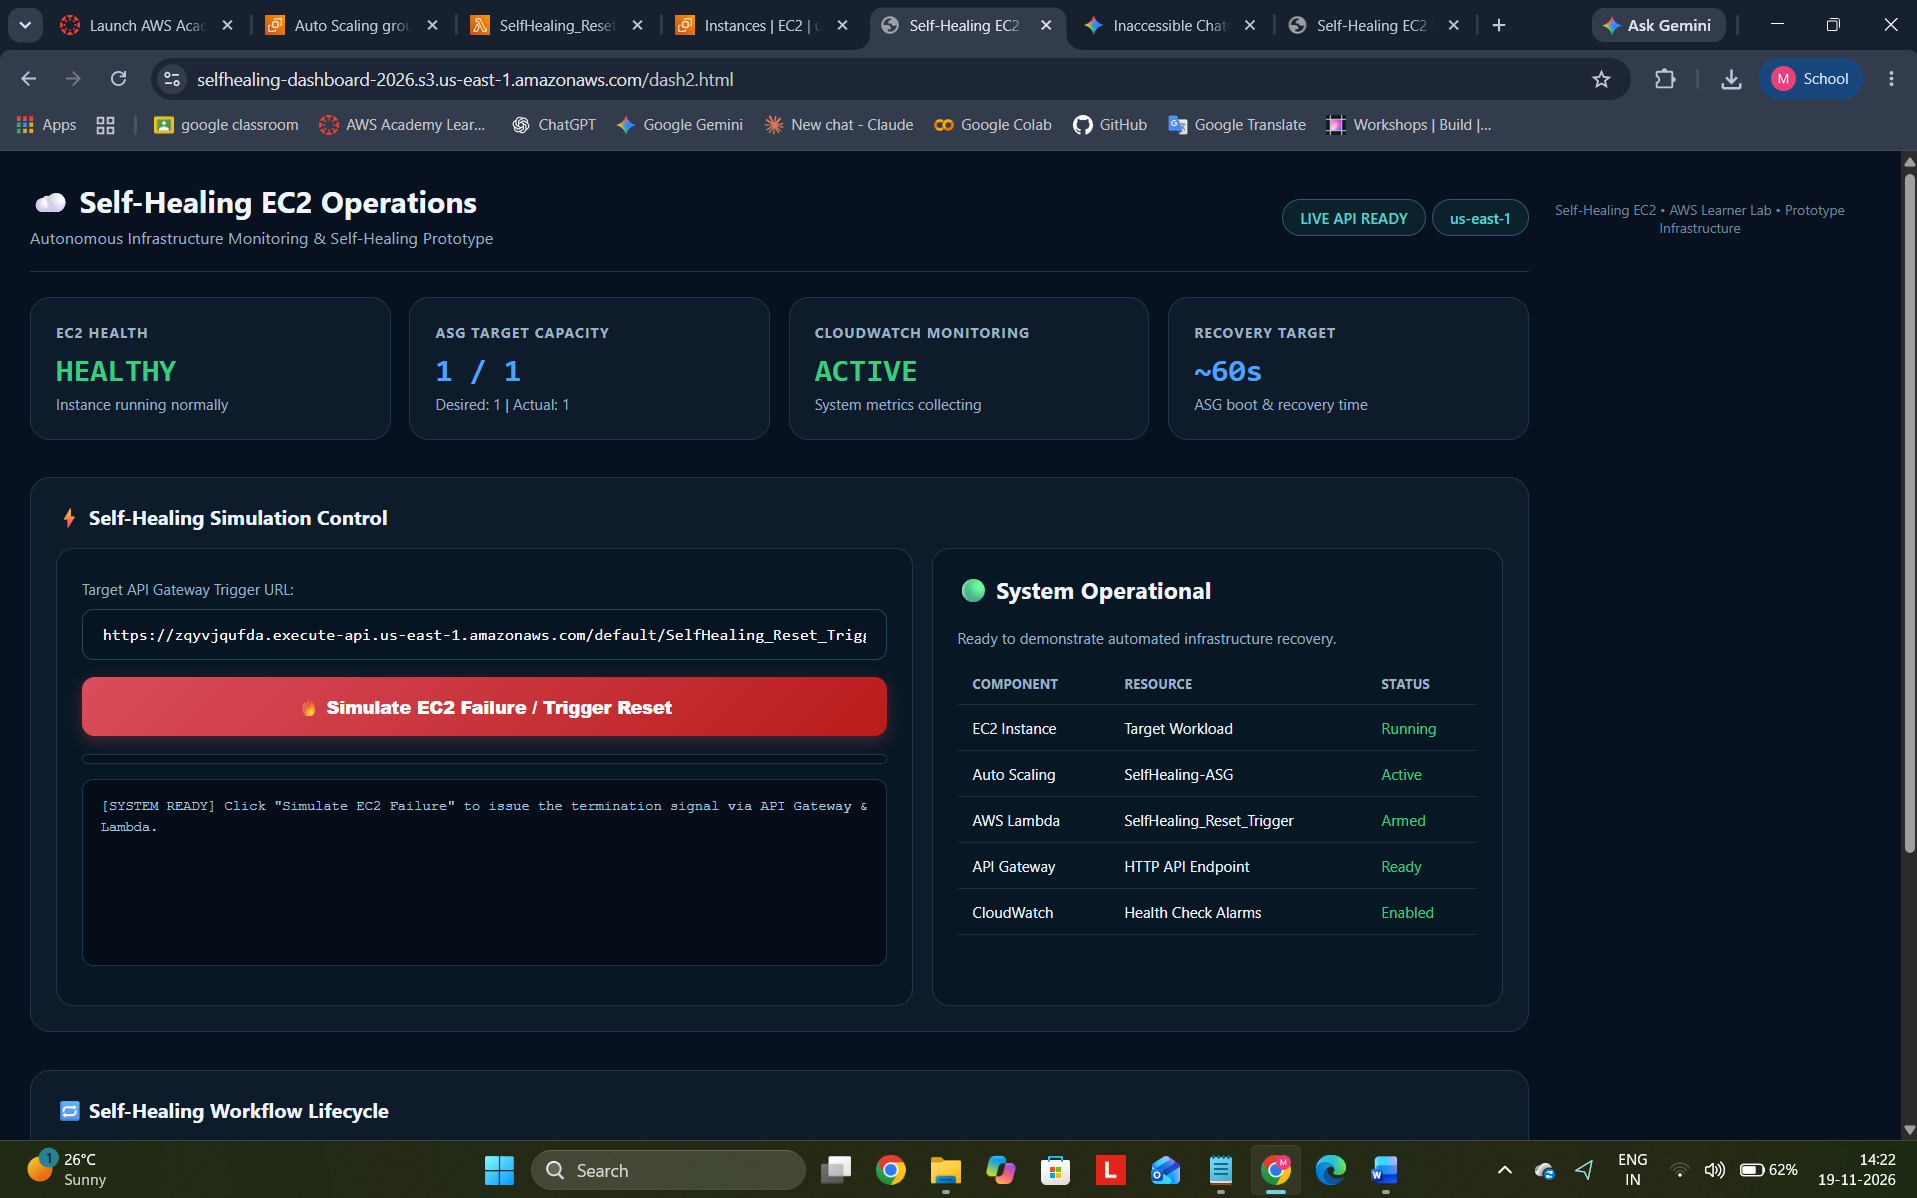 Launch AWS Aca
Auto Scaling grou
SelfHealing_Reset
Instances | EC2 | u
Self-Healing EC2
Inaccessible Chat
Self-Healing EC2
Ask Gemini
selfhealing-dashboard-2026.s3.us-east-1.amazonaws.com/dash2.html
M School
Apps
google classroom
AWS Academy Lear...
ChatGPT
Google Gemini
New chat - Claude
Google Colab
GitHub
Google Translate
Workshops | Build |...
Self-Healing EC2 Operations
Autonomous Infrastructure Monitoring & Self-Healing Prototype
LIVE API READY
us-east-1
Self-Healing EC2 • AWS Learner Lab • Prototype
Infrastructure
EC2 HEALTH
HEALTHY
Instance running normally
ASG TARGET CAPACITY
1 / 1
Desired: 1 | Actual: 1
CLOUDWATCH MONITORING
ACTIVE
System metrics collecting
RECOVERY TARGET
~60s
ASG boot & recovery time
Self-Healing Simulation Control
Target API Gateway Trigger URL:
https://zqyvjqufda.execute-api.us-east-1.amazonaws.com/default/SelfHealing_Reset_Trigg
Simulate EC2 Failure / Trigger Reset
[SYSTEM READY] Click "Simulate EC2 Failure" to issue the termination signal via API Gateway &
Lambda.
System Operational
Ready to demonstrate automated infrastructure recovery.
COMPONENT RESOURCE STATUS
EC2 Instance Target Workload Running
Auto Scaling SelfHealing-ASG Active
AWS Lambda SelfHealing_Reset_Trigger Armed
API Gateway HTTP API Endpoint Ready
CloudWatch Health Check Alarms Enabled
Self-Healing Workflow Lifecycle
1
26°C
Sunny
Search
L
ENG
IN
62%
14:22
19-11-2026